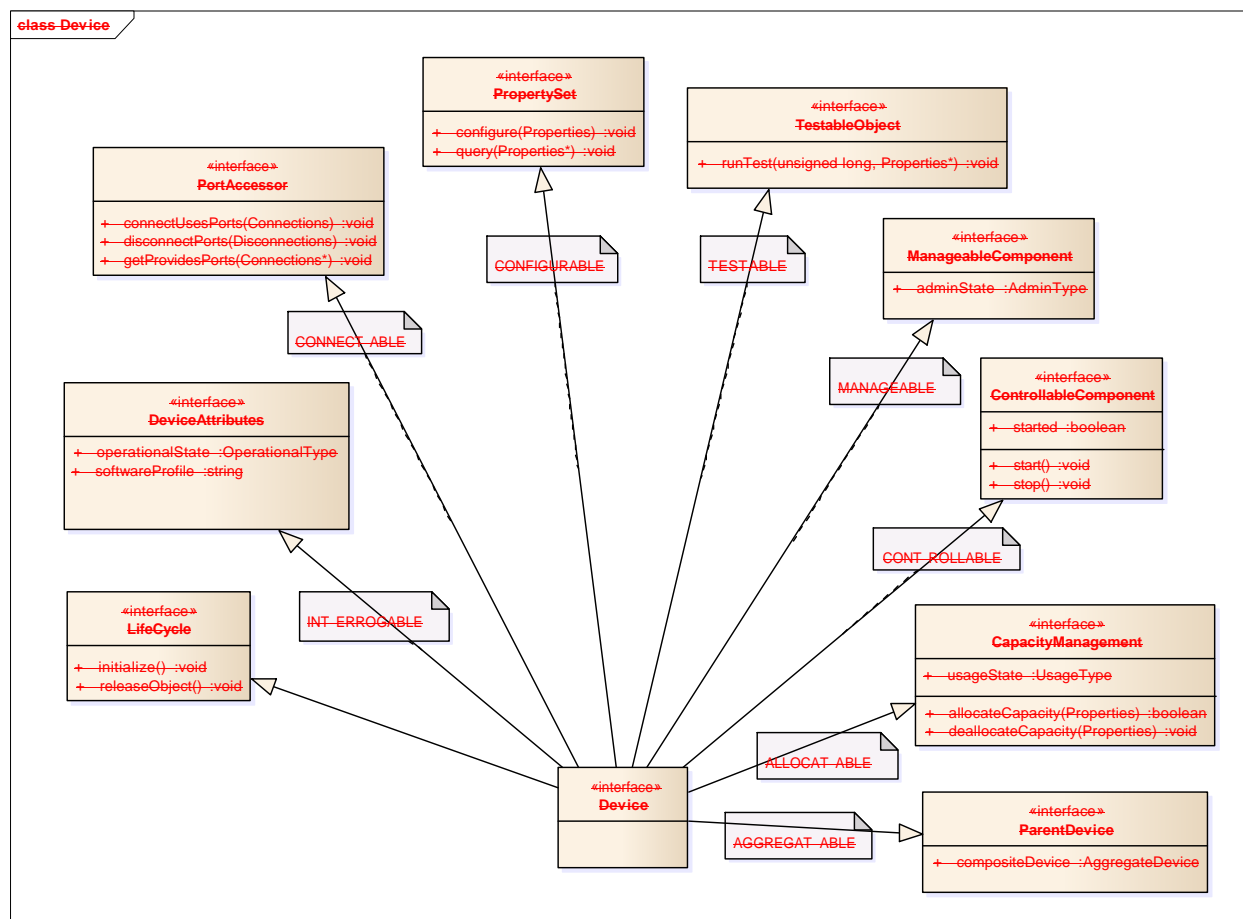 class Device
«interface»
PropertySet
+ configure(Properties) :void
+ query(Properties*) :void
«interface»
TestableObject
+ runTest(unsigned long, Properties*) :void
«interface»
PortAccessor
+ connectUsesPorts(Connections) :void
+ disconnectPorts(Disconnections) :void
+ getProvidesPorts(Connections*) :void
«interface»
ManageableComponent
+ adminState :AdminType
CONFIGURABLE
TESTABLE
CONNECT ABLE
MANAGEABLE
«interface»
ControllableComponent
+ started :boolean
+ start() :void
+ stop() :void
«interface»
DeviceAttributes
+ operationalState :OperationalType
+ softwareProfile :string
CONT ROLLABLE
«interface»
LifeCycle
+ initialize() :void
+ releaseObject() :void
INT ERROGABLE
«interface»
CapacityManagement
+ usageState :UsageType
+ allocateCapacity(Properties) :boolean
+ deallocateCapacity(Properties) :void
ALLOCAT ABLE
«interface»
Device
AGGREGAT ABLE
«interface»
ParentDevice
+ compositeDevice :AggregateDevice